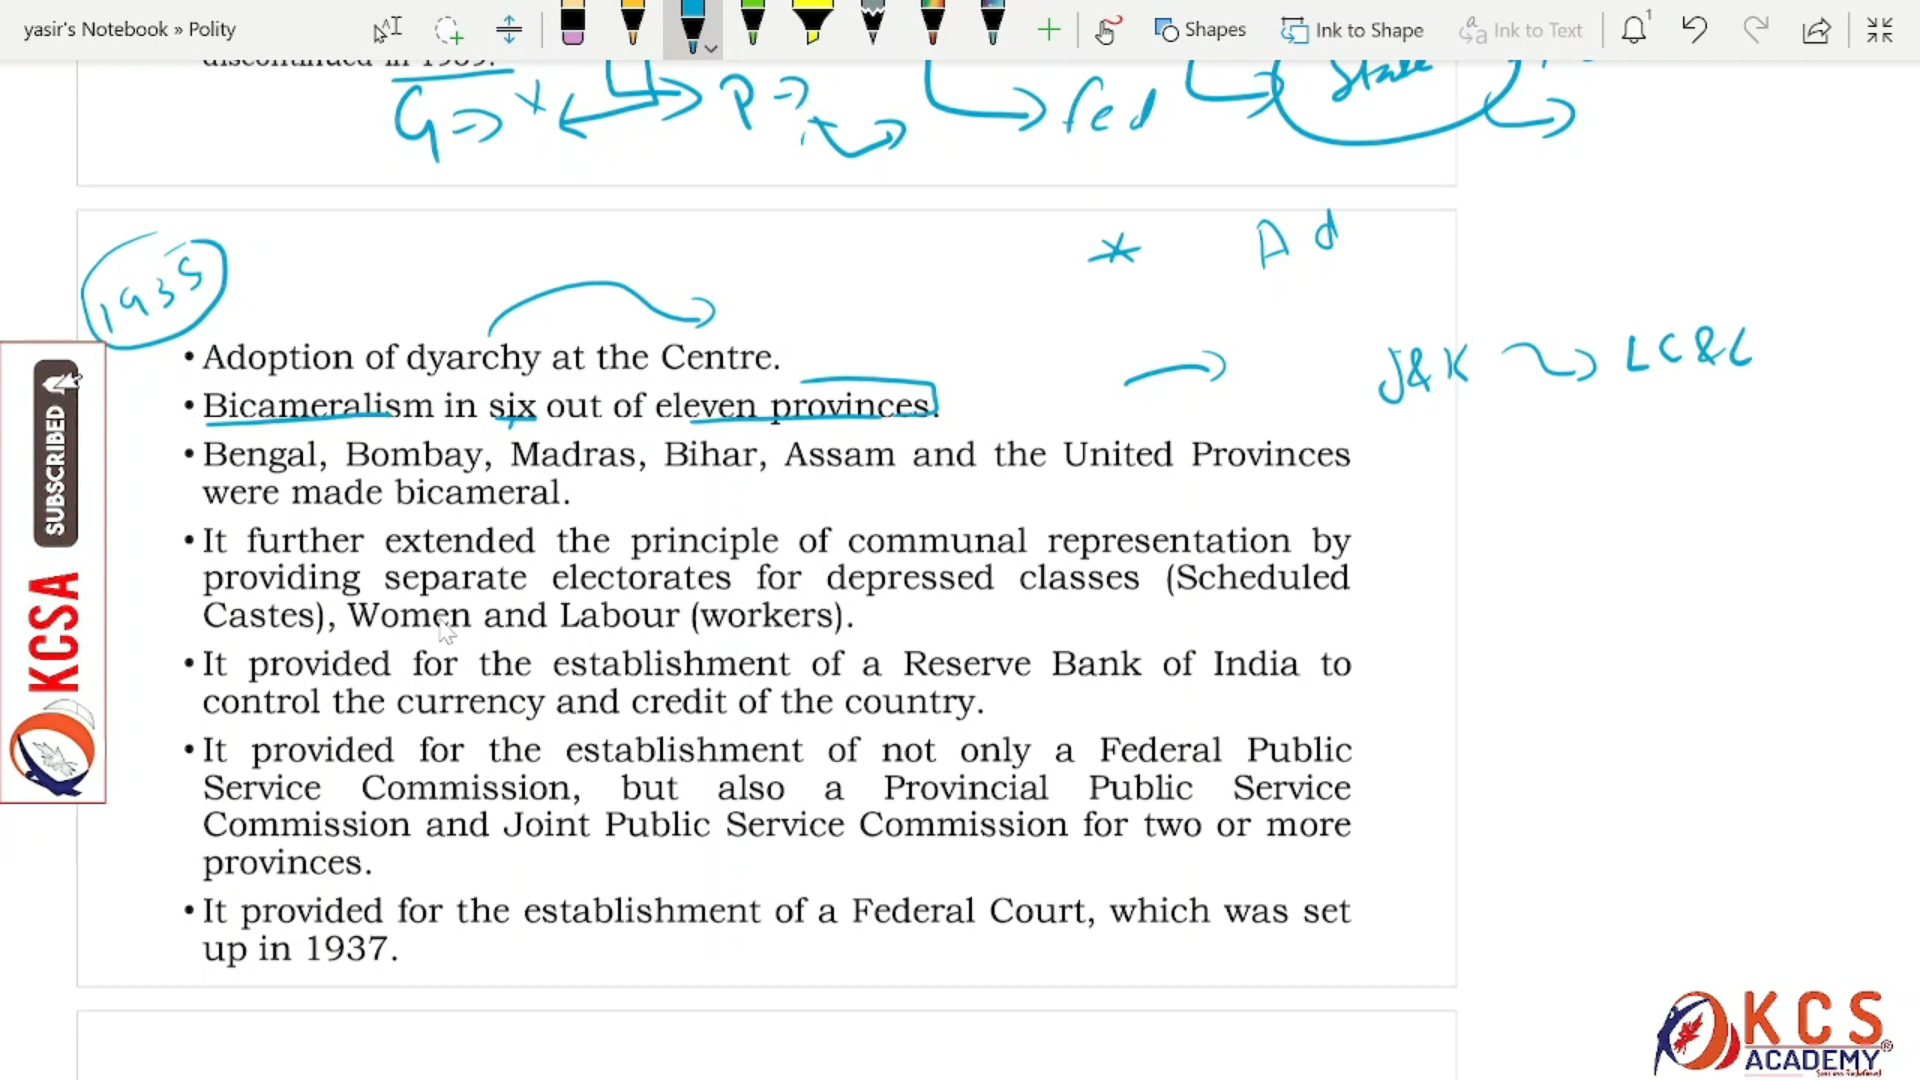 yasir's Notebook » Polity
Shapes
Ink to Shape
Ink to Text
1
discontinued in 1939.
G => x
P =>
fed
State
* A d
1935
• Adoption of dyarchy at the Centre.
• Bicameralism in six out of eleven provinces.
J&K
LC&L
• Bengal, Bombay, Madras, Bihar, Assam and the United Provinces
were made bicameral.
• It further extended the principle of communal representation by
providing separate electorates for depressed classes (Scheduled
Castes), Women and Labour (workers).
• It provided for the establishment of a Reserve Bank of India to
control the currency and credit of the country.
• It provided for the establishment of not only a Federal Public
Service Commission, but also a Provincial Public Service
Commission and Joint Public Service Commission for two or more
provinces.
• It provided for the establishment of a Federal Court, which was set
up in 1937.
SUBSCRIBED
KCSA
KCS
ACADEMY®